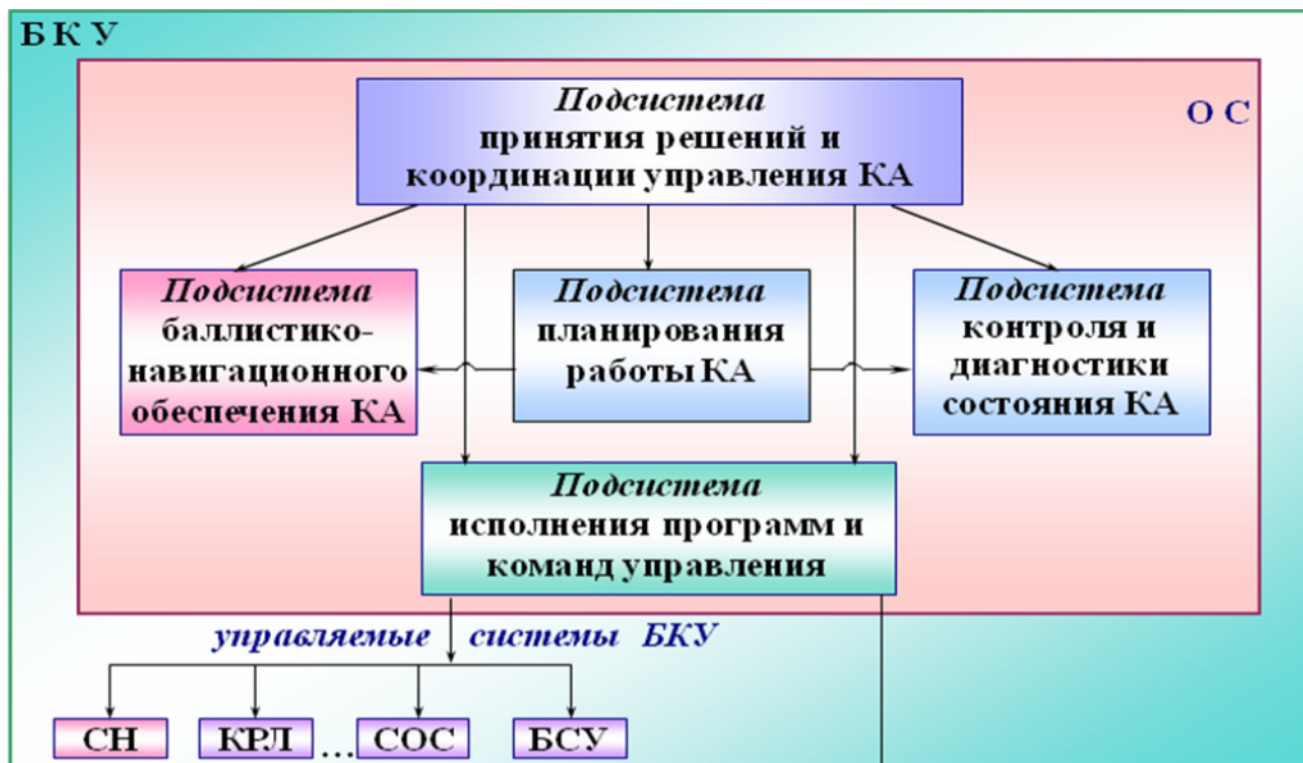 Б К У
О С
Подсистема
принятия решений и
координации управления КА
Подсистема
баллистико-
навигационного
обеспечения КА
Подсистема
планирования
работы КА
Подсистема
контроля и
диагностики
состояния КА
Подсистема
исполнения программ и
команд управления
управляемые системы БКУ
СН КРЛ ... СОС БСУ